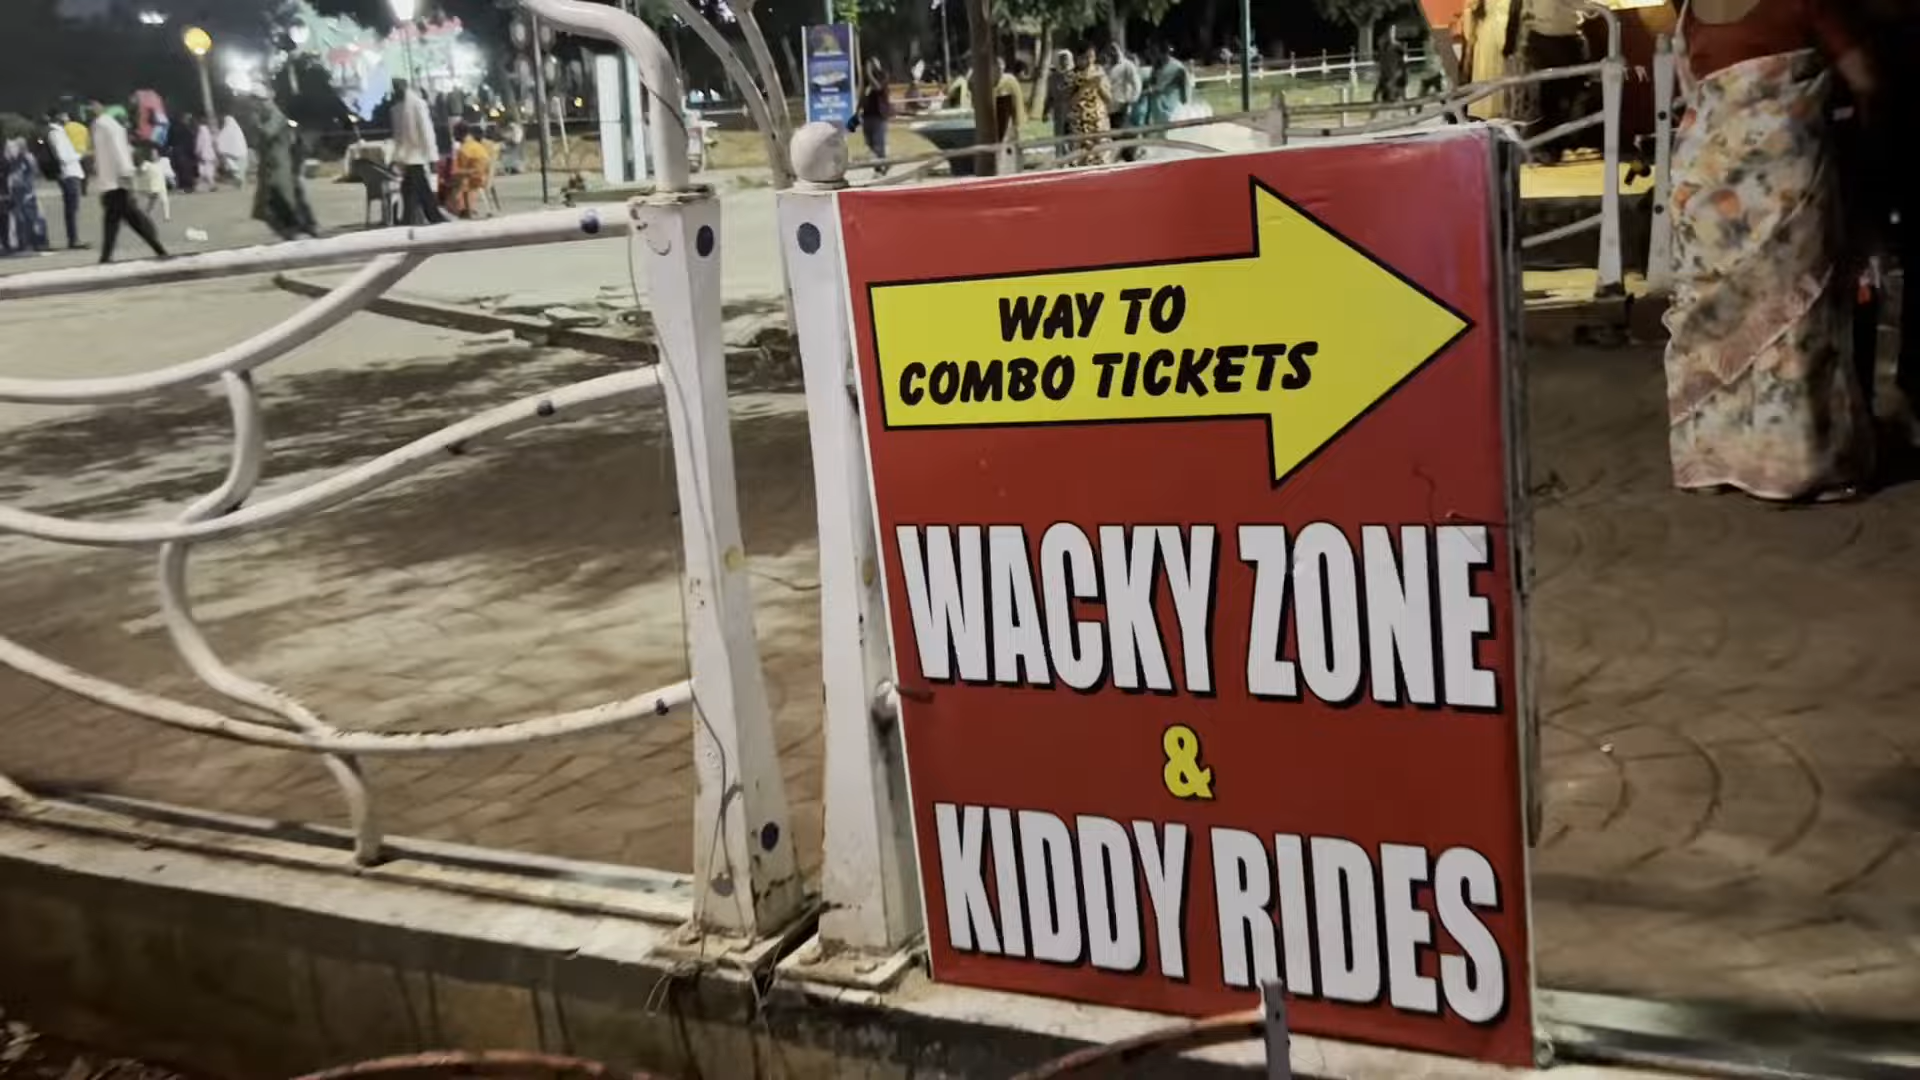 WAY TO
COMBO TICKETS
WACKY ZONE
&
KIDDY RIDES